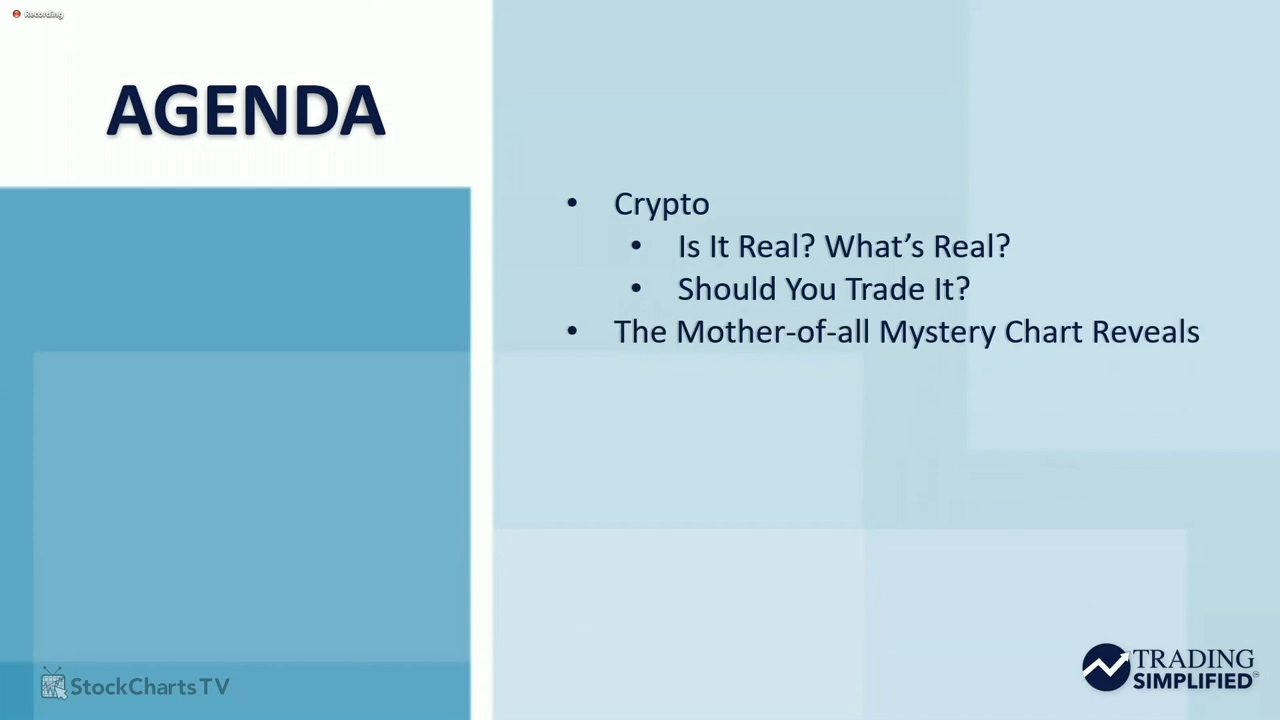 Recording
AGENDA
• Crypto
• Is It Real? What’s Real?
• Should You Trade It?
• The Mother-of-all Mystery Chart Reveals
StockCharts TV
TRADING
SIMPLIFIED